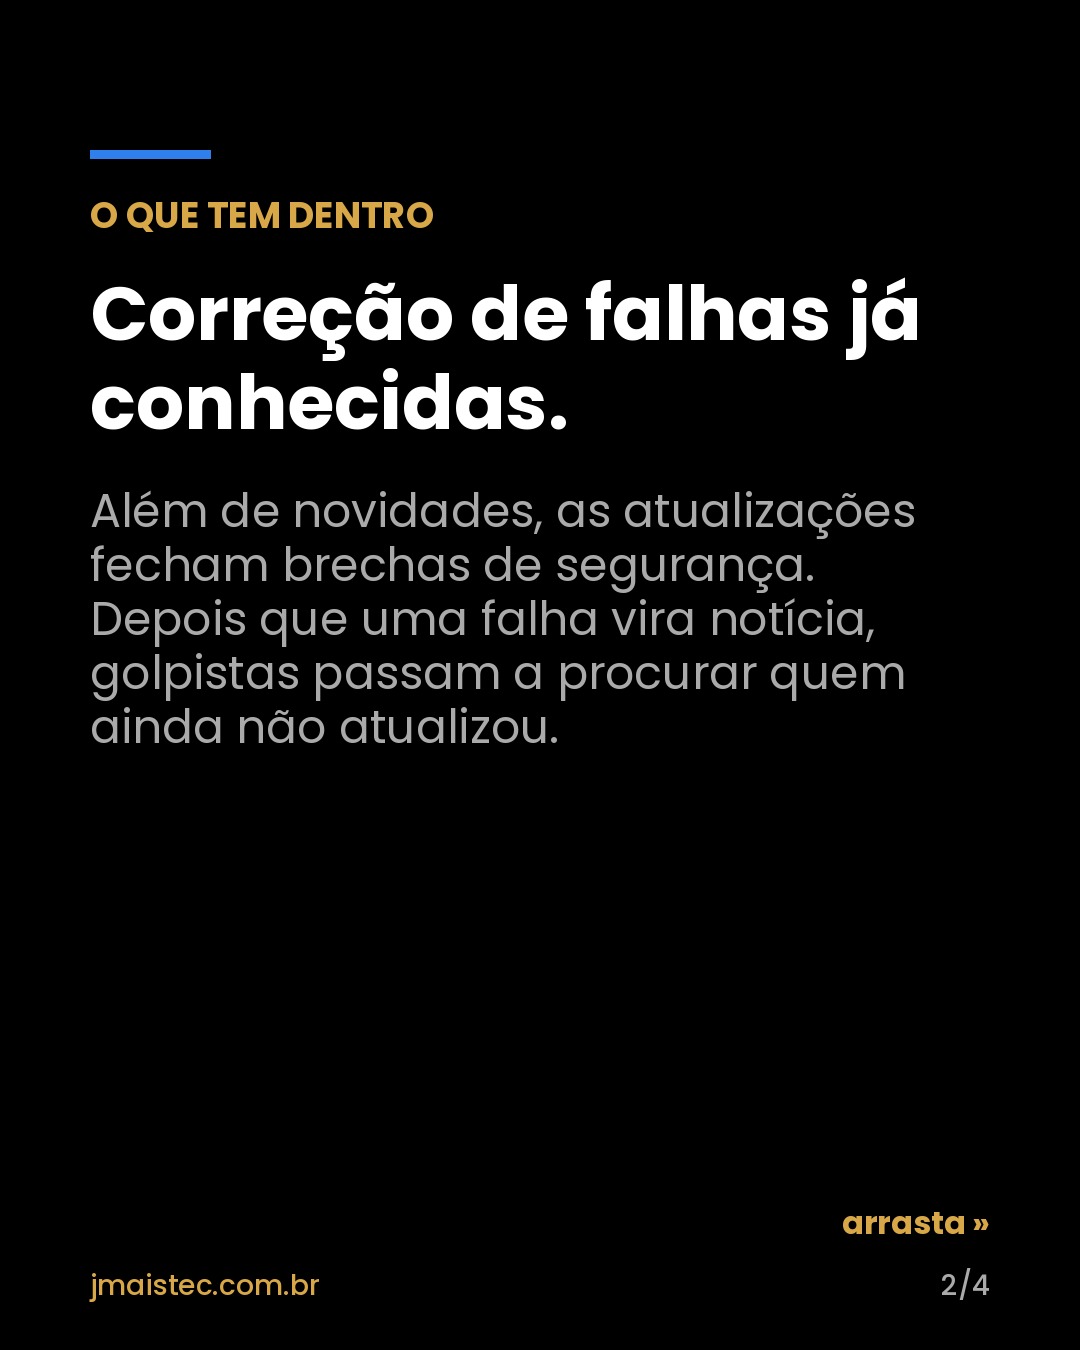 O QUE TEM DENTRO
Correção de falhas já
conhecidas.
Além de novidades, as atualizações
fecham brechas de segurança.
Depois que uma falha vira notícia,
golpistas passam a procurar quem
ainda não atualizou.
arrasta »
jmaistec.com.br
2/4